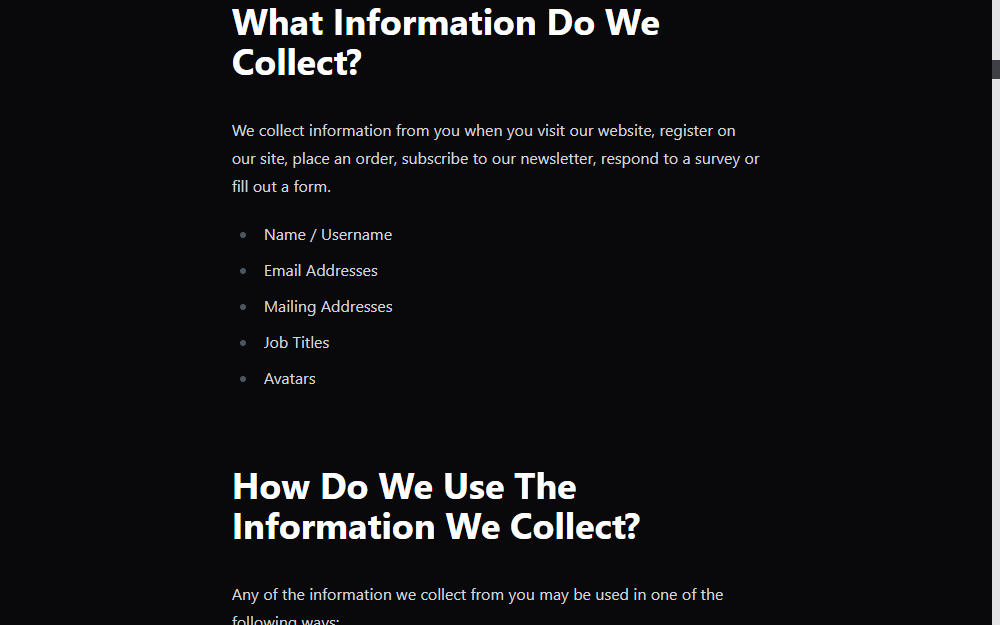 What Information Do We
Collect?
We collect information from you when you visit our website, register on
our site, place an order, subscribe to our newsletter, respond to a survey or
fill out a form.
Name / Username
Email Addresses
Mailing Addresses
Job Titles
Avatars
How Do We Use The
Information We Collect?
Any of the information we collect from you may be used in one of the
following ways: